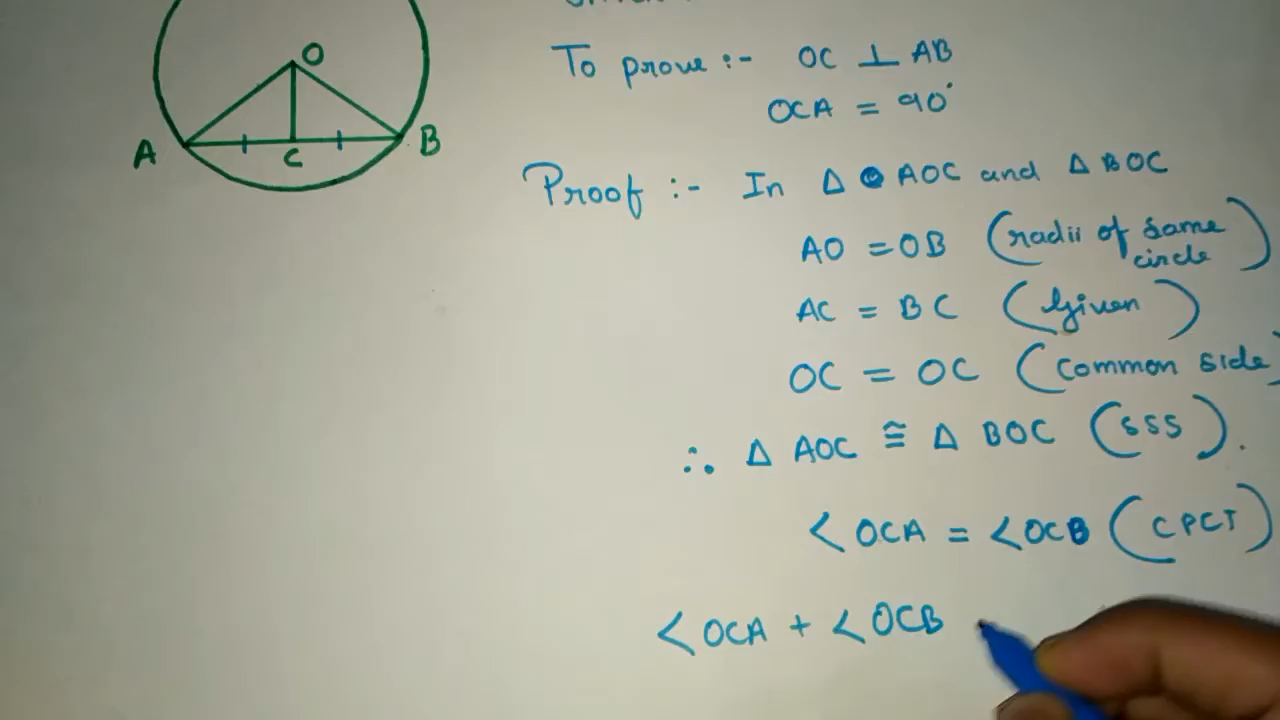 O
A
B
C
To prove :- OC ⊥ AB
OCA = 90°
Proof :- In Δ AOC and Δ BOC
AO = OB (radii of same circle)
AC = BC (Given)
OC = OC (Common side)
∴ Δ AOC ≅ Δ BOC (SSS).
<OCA = <OCB (CPCT)
<OCA + <OCB